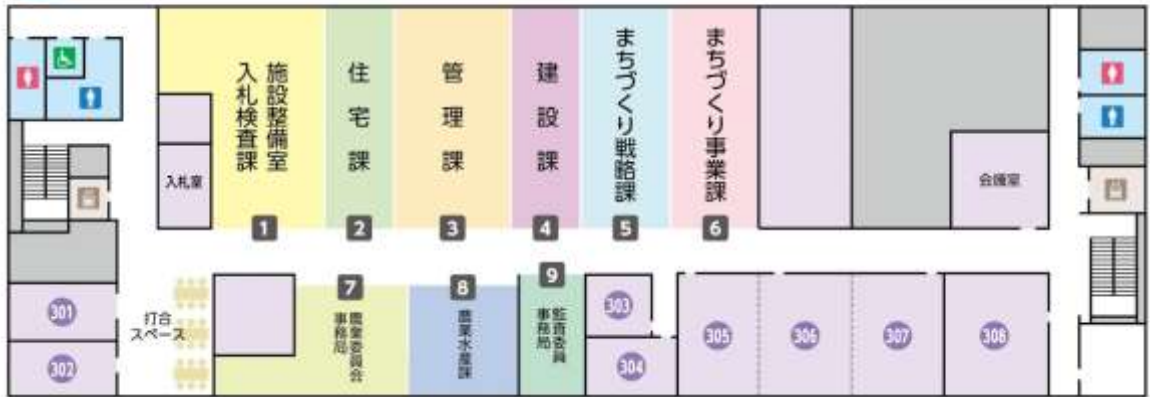 施設整備室
入札検査課
住宅課
管理課
建設課
まちづくり戦略課
まちづくり事業課
入札室
会議室
1
2
3
4
5
6
7
8
9
農業委員会
事務局
農業水産課
監査委員
事務局
打合
スペース
301
302
303
304
305
306
307
308